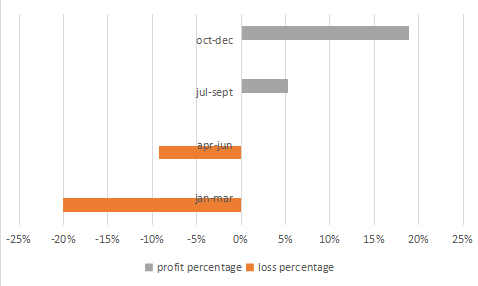 oct-dec
jul-sept
apr-jun
jan-mar
-25% -20% -15% -10% -5% 0% 5% 10% 15% 20% 25%
profit percentage loss percentage